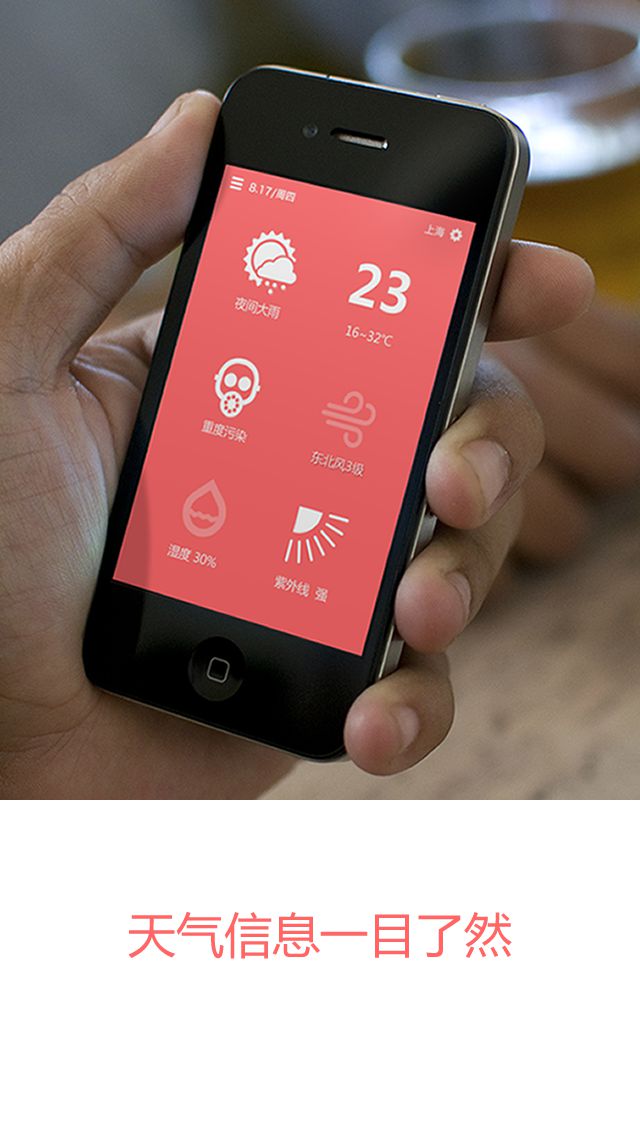 8.17/周四
上海
夜间大雨
23
16~32℃
重度污染
东北风3级
湿度 30%
紫外线 强
天气信息一目了然